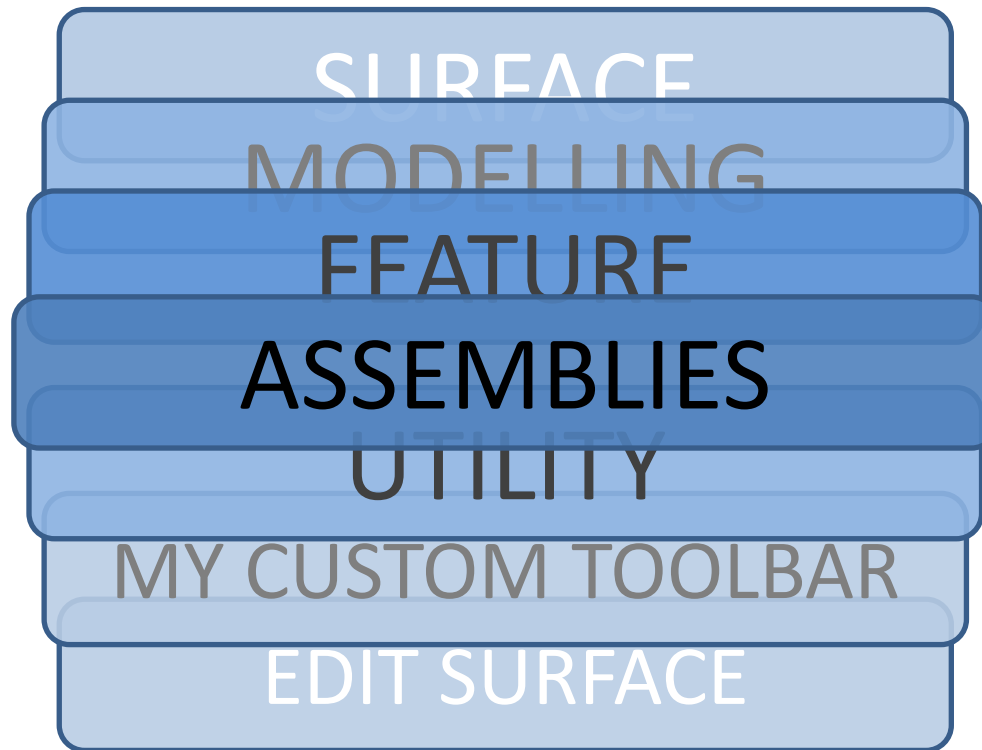 SURFACE
MODELLING
FEATURE
ASSEMBLIES
UTILITY
MY CUSTOM TOOLBAR
EDIT SURFACE